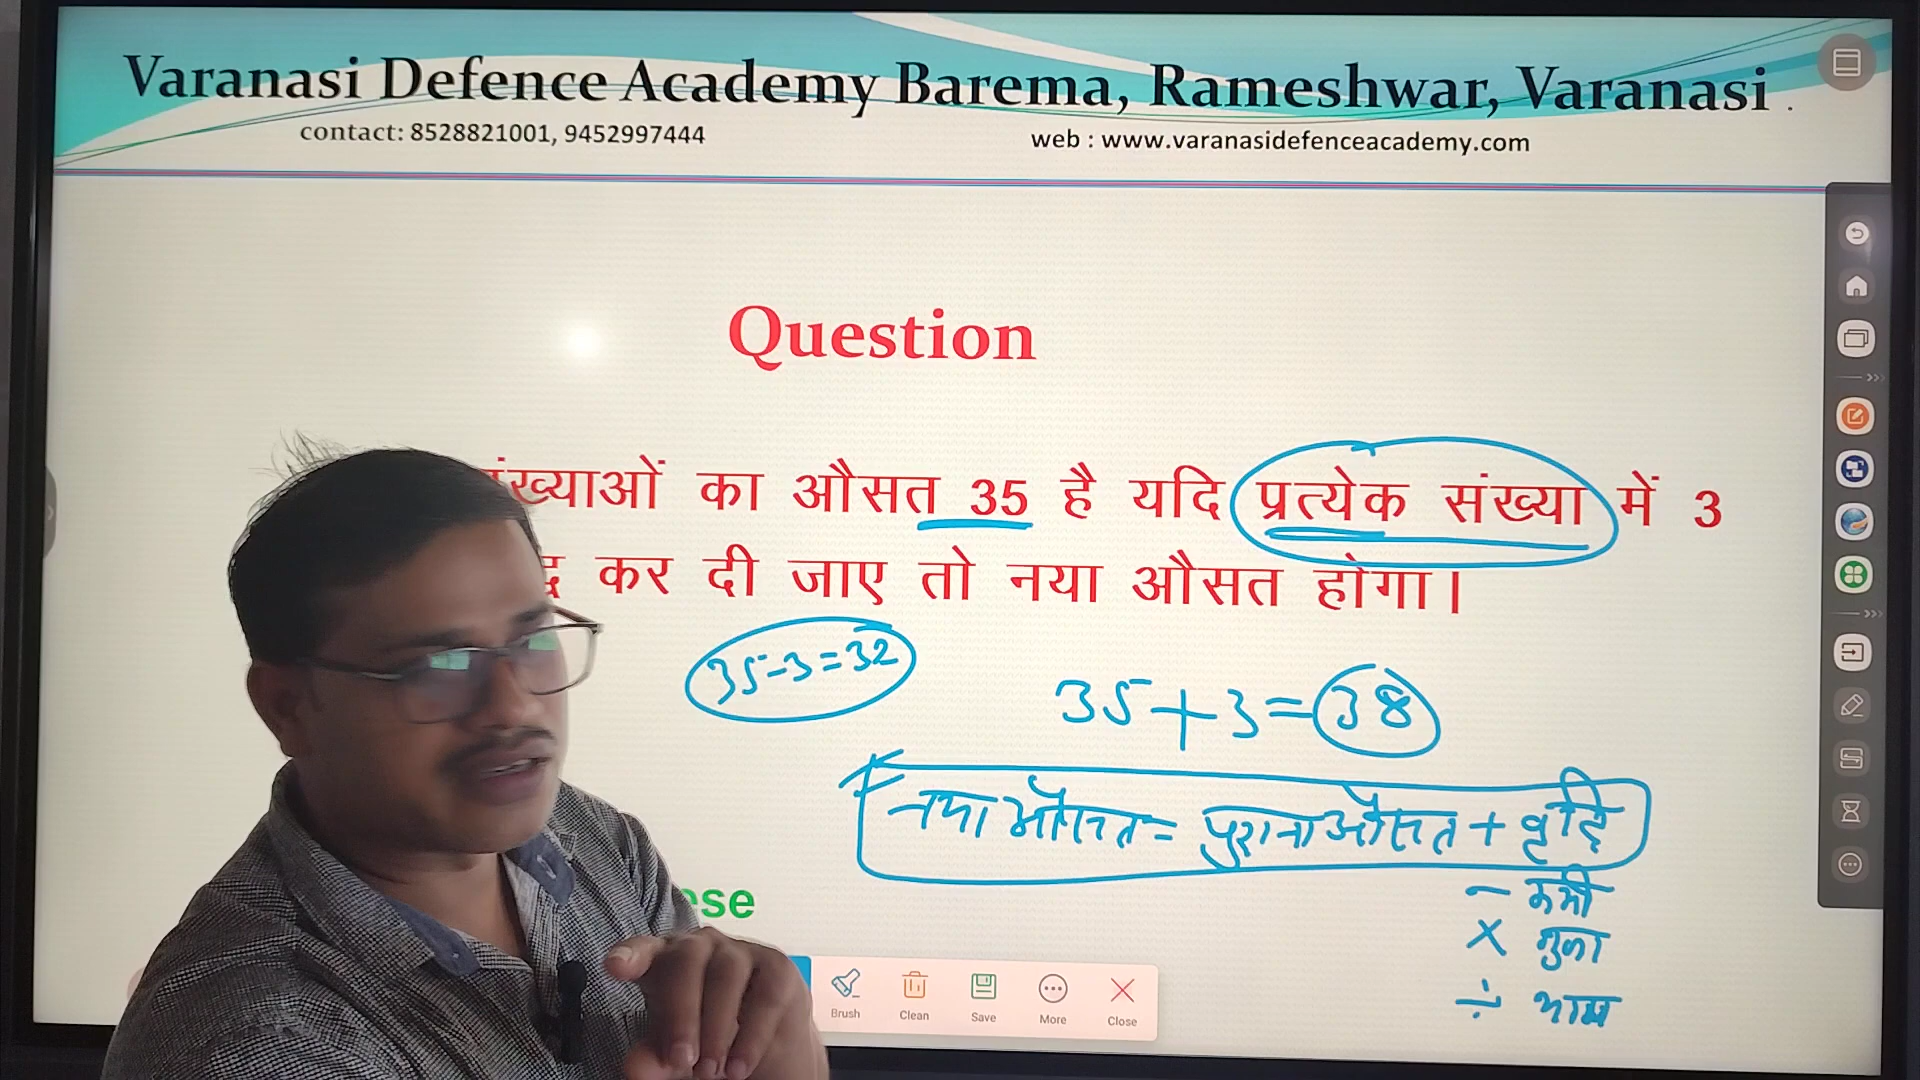 Varanasi Defence Academy Barema, Rameshwar, Varanasi .
contact: 8528821001, 9452997444
web : www.varanasidefenceacademy.com
Question
का औसत 35 है यदि प्रत्येक संख्या में 3
कर दी जाए तो नया औसत होगा।
35-3=32
35+3=38
नया औसत= पुराना औसत + वृद्धि
- कमी
× गुणा
÷ भाग
Brush
Clean
Save
More
Close